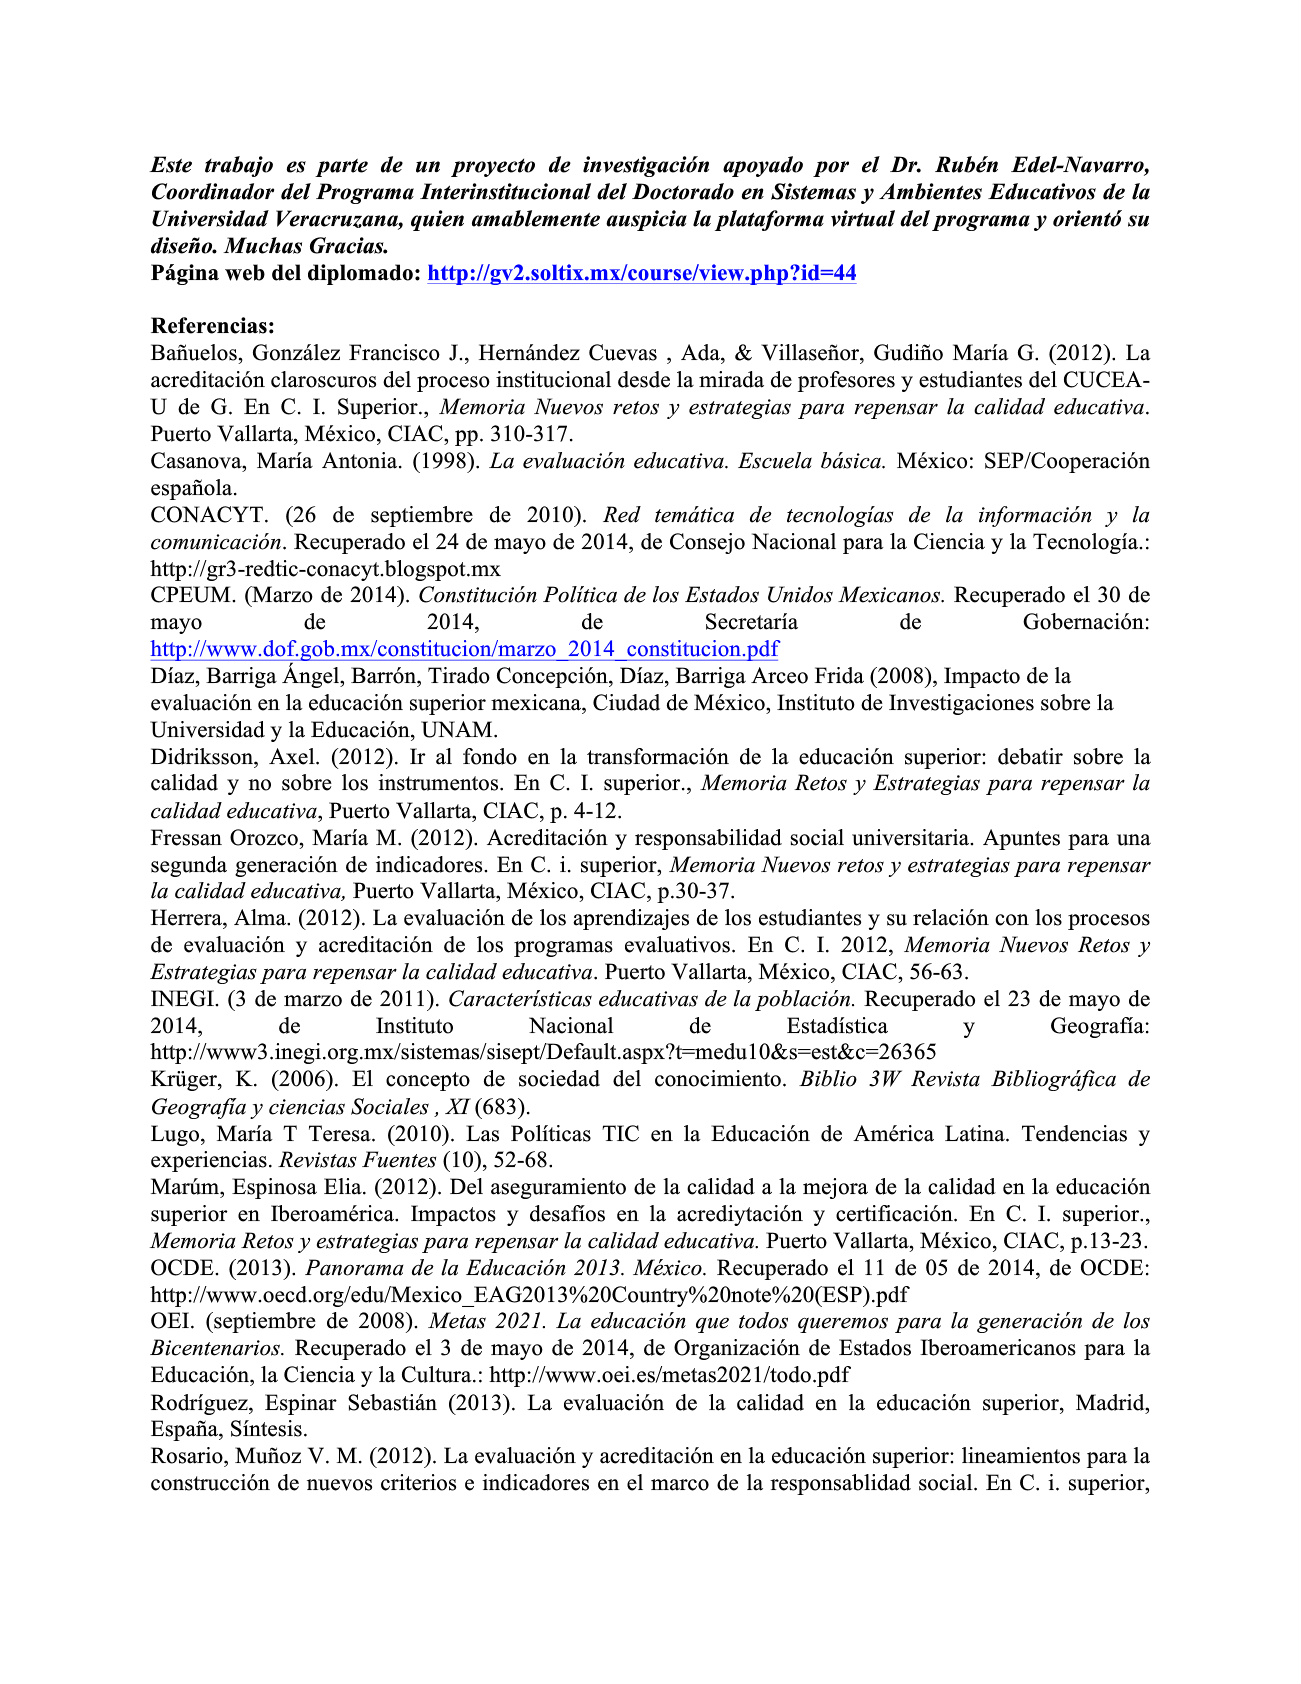 Este trabajo es parte de un proyecto de investigación apoyado por el Dr. Rubén Edel-Navarro,
Coordinador del Programa Interinstitucional del Doctorado en Sistemas y Ambientes Educativos de la
Universidad Veracruzana, quien amablemente auspicia la plataforma virtual del programa y orientó su
diseño. Muchas Gracias.
Página web del diplomado: http://gv2.soltix.mx/course/view.php?id=44
Referencias:
Bañuelos, González Francisco J., Hernández Cuevas , Ada, & Villaseñor, Gudiño María G. (2012). La
acreditación claroscuros del proceso institucional desde la mirada de profesores y estudiantes del CUCEA-
U de G. En C. I. Superior., Memoria Nuevos retos y estrategias para repensar la calidad educativa.
Puerto Vallarta, México, CIAC, pp. 310-317.
Casanova, María Antonia. (1998). La evaluación educativa. Escuela básica. México: SEP/Cooperación
española.
CONACYT. (26 de septiembre de 2010). Red temática de tecnologías de la información y la
comunicación. Recuperado el 24 de mayo de 2014, de Consejo Nacional para la Ciencia y la Tecnología.:
http://gr3-redtic-conacyt.blogspot.mx
CPEUM. (Marzo de 2014). Constitución Política de los Estados Unidos Mexicanos. Recuperado el 30 de
mayo de 2014, de Secretaría de Gobernación:
http://www.dof.gob.mx/constitucion/marzo_2014_constitucion.pdf
Díaz, Barriga Ángel, Barrón, Tirado Concepción, Díaz, Barriga Arceo Frida (2008), Impacto de la
evaluación en la educación superior mexicana, Ciudad de México, Instituto de Investigaciones sobre la
Universidad y la Educación, UNAM.
Didriksson, Axel. (2012). Ir al fondo en la transformación de la educación superior: debatir sobre la
calidad y no sobre los instrumentos. En C. I. superior., Memoria Retos y Estrategias para repensar la
calidad educativa, Puerto Vallarta, CIAC, p. 4-12.
Fressan Orozco, María M. (2012). Acreditación y responsabilidad social universitaria. Apuntes para una
segunda generación de indicadores. En C. i. superior, Memoria Nuevos retos y estrategias para repensar
la calidad educativa, Puerto Vallarta, México, CIAC, p.30-37.
Herrera, Alma. (2012). La evaluación de los aprendizajes de los estudiantes y su relación con los procesos
de evaluación y acreditación de los programas evaluativos. En C. I. 2012, Memoria Nuevos Retos y
Estrategias para repensar la calidad educativa. Puerto Vallarta, México, CIAC, 56-63.
INEGI. (3 de marzo de 2011). Características educativas de la población. Recuperado el 23 de mayo de
2014, de Instituto Nacional de Estadística y Geografía:
http://www3.inegi.org.mx/sistemas/sisept/Default.aspx?t=medu10&s=est&c=26365
Krüger, K. (2006). El concepto de sociedad del conocimiento. Biblio 3W Revista Bibliográfica de
Geografía y ciencias Sociales , XI (683).
Lugo, María T Teresa. (2010). Las Políticas TIC en la Educación de América Latina. Tendencias y
experiencias. Revistas Fuentes (10), 52-68.
Marúm, Espinosa Elia. (2012). Del aseguramiento de la calidad a la mejora de la calidad en la educación
superior en Iberoamérica. Impactos y desafíos en la acrediytación y certificación. En C. I. superior.,
Memoria Retos y estrategias para repensar la calidad educativa. Puerto Vallarta, México, CIAC, p.13-23.
OCDE. (2013). Panorama de la Educación 2013. México. Recuperado el 11 de 05 de 2014, de OCDE:
http://www.oecd.org/edu/Mexico_EAG2013%20Country%20note%20(ESP).pdf
OEI. (septiembre de 2008). Metas 2021. La educación que todos queremos para la generación de los
Bicentenarios. Recuperado el 3 de mayo de 2014, de Organización de Estados Iberoamericanos para la
Educación, la Ciencia y la Cultura.: http://www.oei.es/metas2021/todo.pdf
Rodríguez, Espinar Sebastián (2013). La evaluación de la calidad en la educación superior, Madrid,
España, Síntesis.
Rosario, Muñoz V. M. (2012). La evaluación y acreditación en la educación superior: lineamientos para la
construcción de nuevos criterios e indicadores en el marco de la responsablidad social. En C. i. superior,